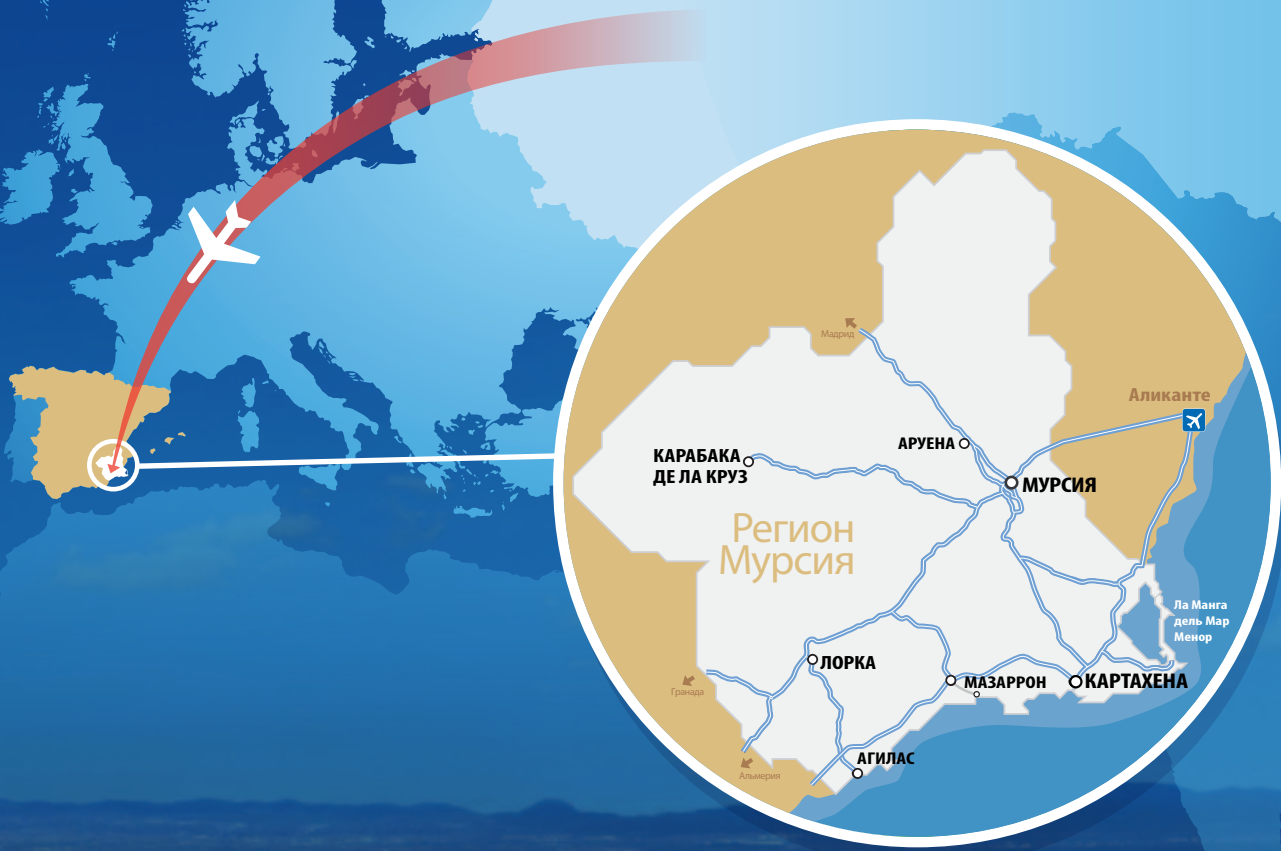 Мадрид
Аликанте
АРУЕНА
КАРАБАКА
ДЕ ЛА КРУЗ
МУРСИЯ
Регион
Мурсия
Ла Манга
дель Мар
Менор
ЛОРКА
МАЗАРРОН
КАРТАХЕНА
Гранада
АГИЛАС
Альмерия